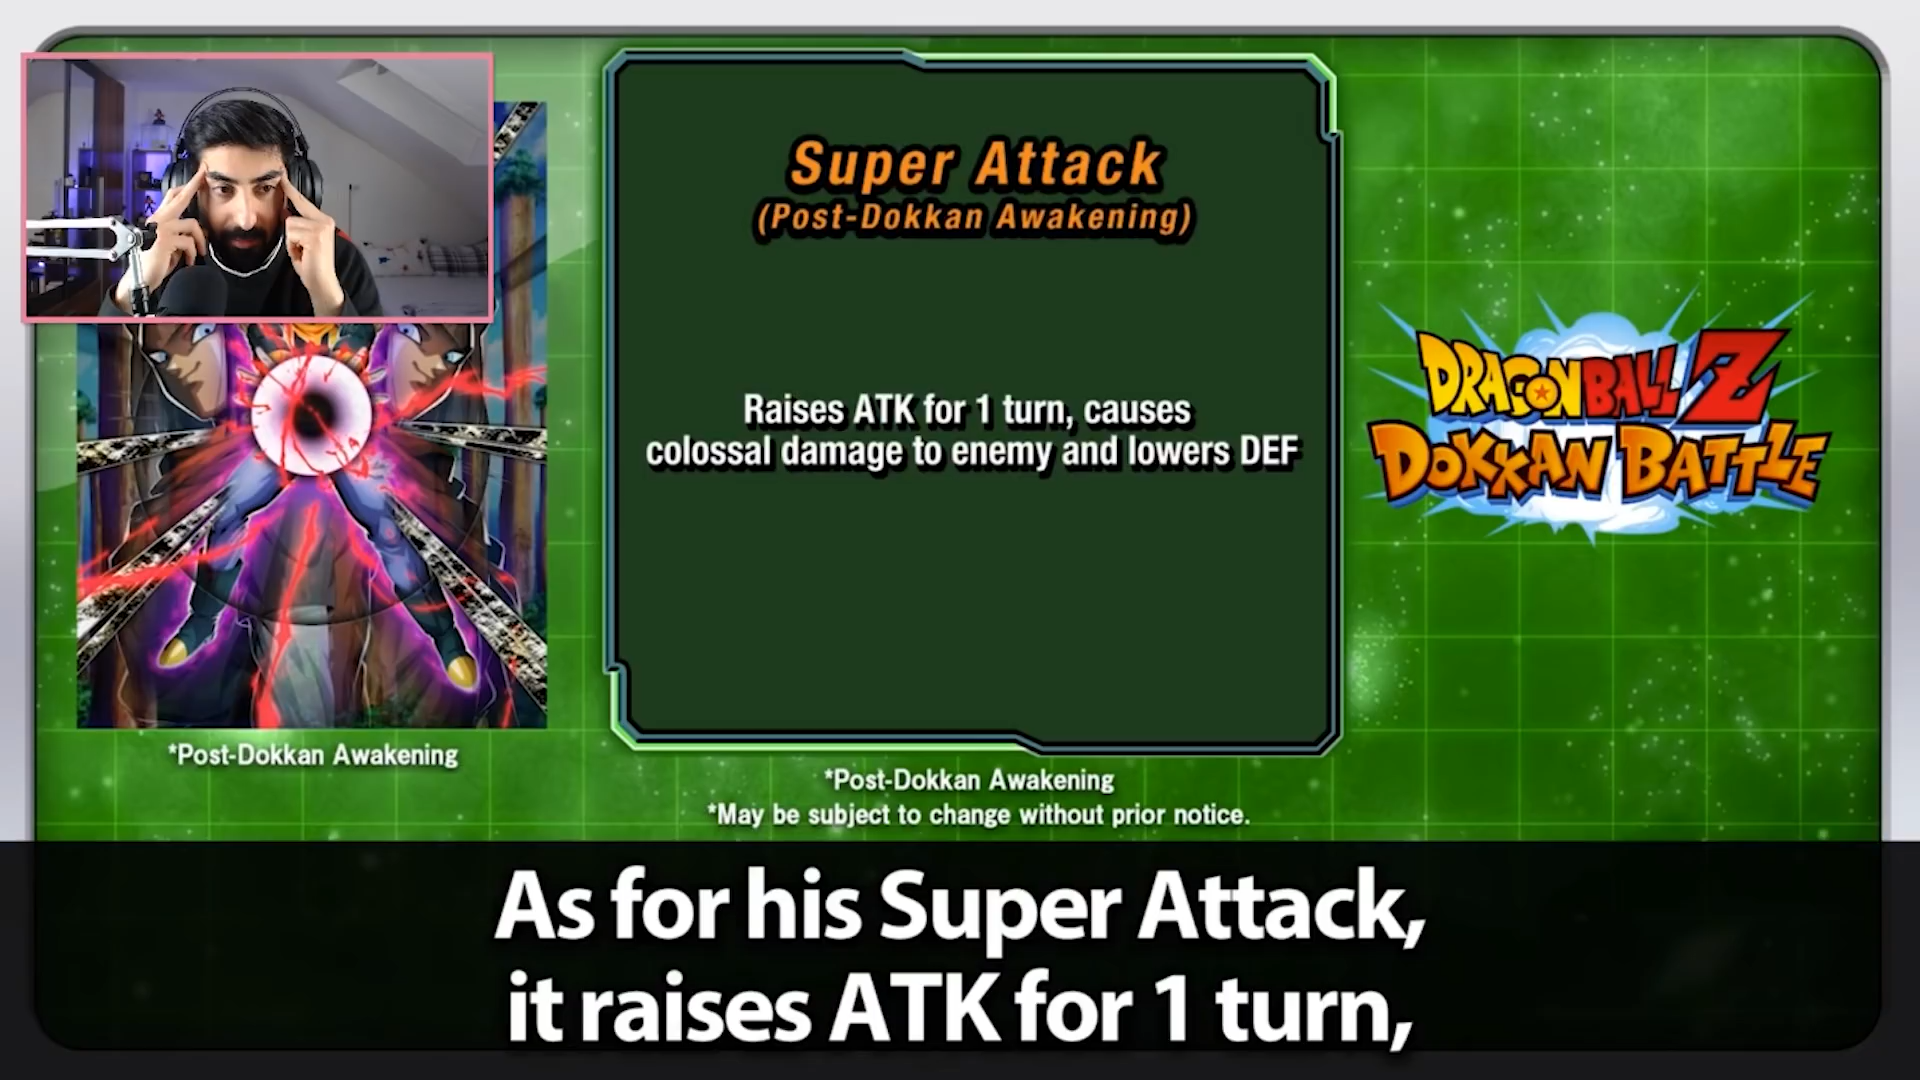 Super Attack
(Post-Dokkan Awakening)
Raises ATK for 1 turn, causes
colossal damage to enemy and lowers DEF
DRAGON BALL Z
DOKKAN BATTLE
*Post-Dokkan Awakening
*Post-Dokkan Awakening
*May be subject to change without prior notice.
As for his Super Attack,
it raises ATK for 1 turn,